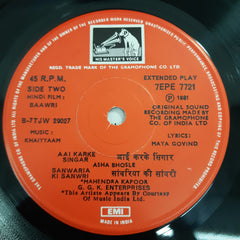 HIS MASTER'S VOICE
REGD. TRADE MARK OF THE GRAMOPHONE CO. LTD.
45 R.P.M.
SIDE TWO
HINDI FILM:
BAAWRI
EXTENDED PLAY
7EPE 7721
℗ 1981
S-7TJW 29027
ORIGINAL SOUND
RECORDING BY
THE GRAMOPHONE
CO. OF INDIA LTD
MUSIC:
KHAIYYAAM
LYRICS:
MAYA GOVIND
AAI KARKE
SINGAR
आई करके सिंगार
ASHA BHOSLE
SANWARIA
KI SANWRI
सांवरिया की सांवरी
*MAHENDRA KAPOOR
G. G. K. ENTERPRISES
*This Artiste Appears By Courtesy
Of Music India Ltd.
EMI
MADE IN INDIA